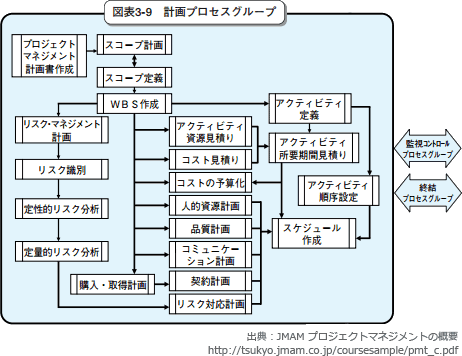 図表3-9　計画プロセスグループ
プロジェクト
マネジメント
計画書作成
スコープ計画
スコープ定義
ＷＢＳ作成
リスク・マネジメント
計画
リスク識別
定性的リスク分析
定量的リスク分析
購入・取得計画
アクティビティ
資源見積り
コスト見積り
コストの予算化
人的資源計画
品質計画
コミュニケー
ション計画
契約計画
リスク対応計画
アクティビティ
定義
アクティビティ
所要期間見積り
アクティビティ
順序設定
スケジュール
作成
監視コントロール
プロセスグループ
終結
プロセスグループ
出典：JMAM プロジェクトマネジメントの概要
http://tsukyo.jmam.co.jp/coursesample/pmt_c.pdf